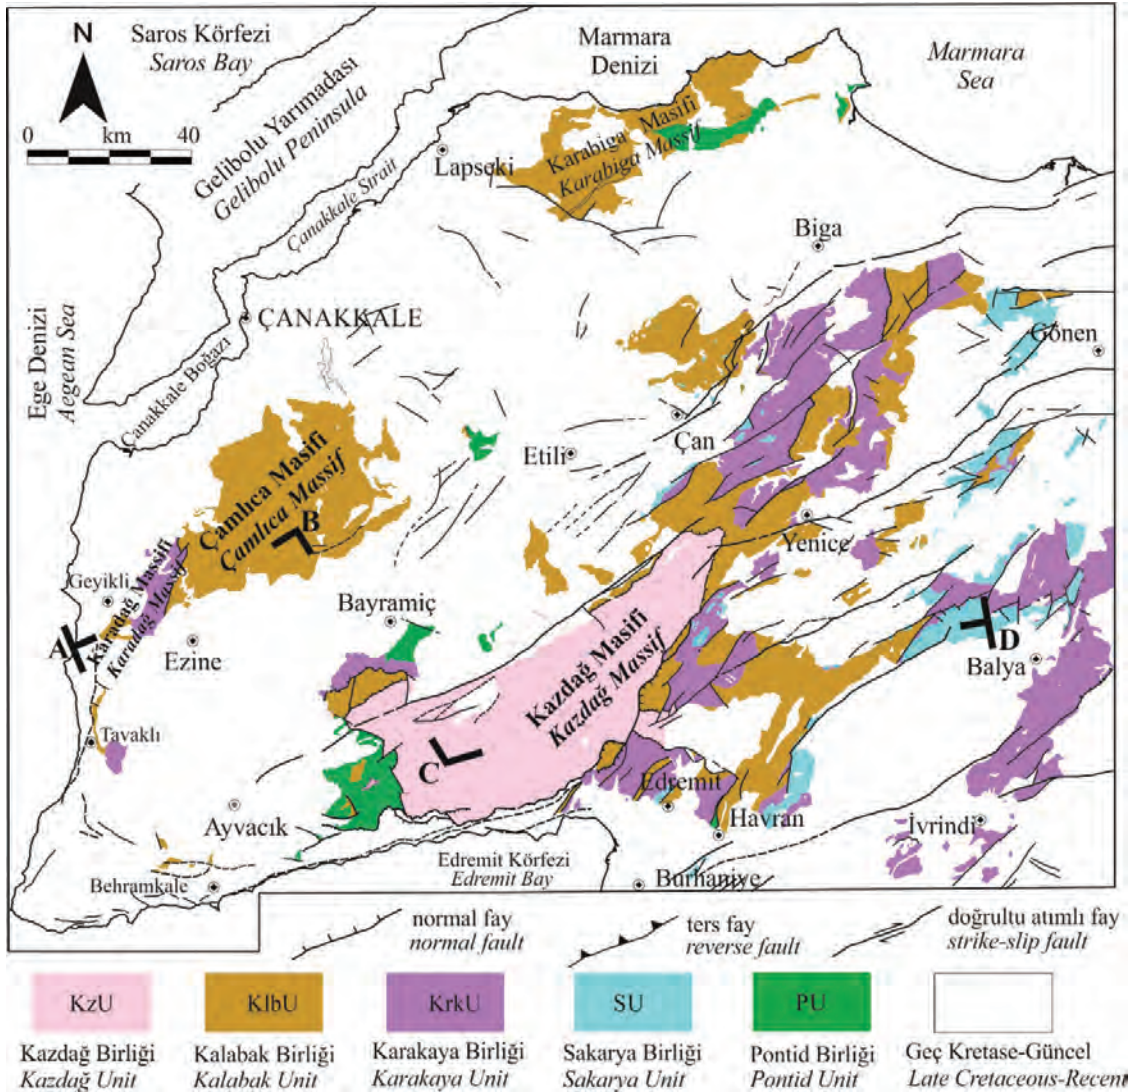 N
0 km 40
Saros Körfezi
Saros Bay
Gelibolu Yarımadası
Gelibolu Peninsula
Marmara
Denizi
Marmara
Sea
Karabiga Masifi
Karabiga Massif
Lapseki
Çanakkale Strait
Biga
Ege Denizi
Aegean Sea
ÇANAKKALE
Çanakkale Boğazı
Gönen
Çan
Etili
Çamlıca Masifi
Çamlıca Massif
B
Yenice
Geyikli
Karadağ Massifi
Karadağ Massif
Bayramiç
A
Ezine
Kazdağ Masifi
Kazdağ Massif
D
Balya
Tavaklı
C
Edremit
Ayvacık
Havran
İvrindi
Edremit Körfezi
Edremit Bay
Behramkale
Burhaniye
normal fay
normal fault
ters fay
reverse fault
doğrultu atımlı fay
strike-slip fault
KzU
KlbU
KrkU
SU
PU
Kazdağ Birliği
Kazdağ Unit
Kalabak Birliği
Kalabak Unit
Karakaya Birliği
Karakaya Unit
Sakarya Birliği
Sakarya Unit
Pontid Birliği
Pontid Unit
Geç Kretase-Güncel
Late Cretaceous-Recen